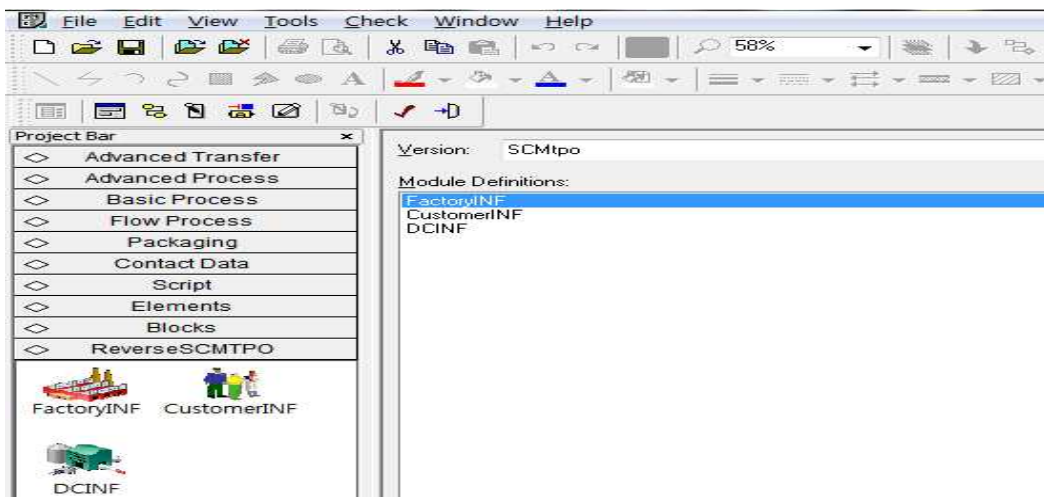 File Edit View Tools Check Window Help
58%
A A
Project Bar ×
Advanced Transfer
Advanced Process
Basic Process
Flow Process
Packaging
Contact Data
Script
Elements
Blocks
ReverseSCMTPO
FactoryINF CustomerINF
DCINF
Version: SCMtpo
Module Definitions:
FactoryINF
CustomerINF
DCINF